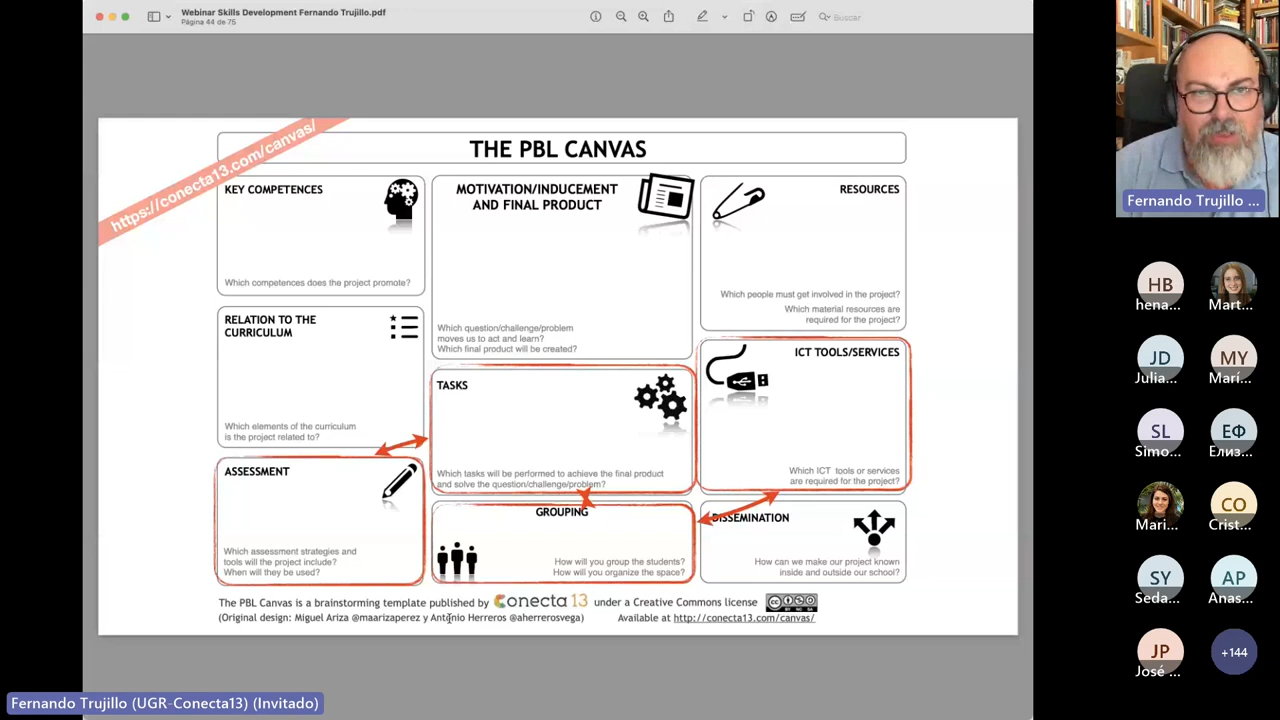 Webinar Skills Development Fernando Trujillo.pdf
Página 44 de 75
Buscar
https://conecta13.com/canvas/
THE PBL CANVAS
KEY COMPETENCES
Which competences does the project promote?
MOTIVATION/INDUCEMENT
AND FINAL PRODUCT
Which question/challenge/problem
moves us to act and learn?
Which final product will be created?
RESOURCES
Which people must get involved in the project?
Which material resources are
required for the project?
RELATION TO THE
CURRICULUM
Which elements of the curriculum
is the project related to?
TASKS
Which tasks will be performed to achieve the final product
and solve the question/challenge/problem?
ICT TOOLS/SERVICES
Which ICT tools or services
are required for the project?
ASSESSMENT
Which assessment strategies and
tools will the project include?
When will they be used?
GROUPING
How will you group the students?
How will you organize the space?
DISSEMINATION
How can we make our project known
inside and outside our school?
The PBL Canvas is a brainstorming template published by Conecta 13 under a Creative Commons license
(Original design: Miguel Ariza @maarizaperez y Antonio Herreros @aherrerosvega)
Available at http://conecta13.com/canvas/
Fernando Trujillo (UGR-Conecta13) (Invitado)
Fernando Trujillo ...
HB
hena...
Mart...
JD
Julia...
MY
Marí...
SL
Simo...
ЕФ
Елиз...
Mari...
CO
Crist...
SY
Seda...
AP
Anas...
JP
José ...
+144